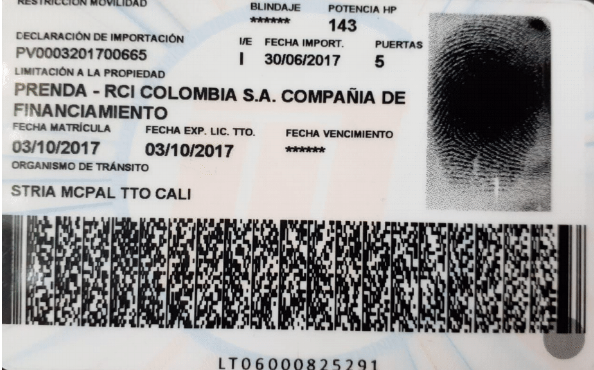 RESTRICCIÓN MOVILIDAD BLINDAJE POTENCIA HP
****** 143
DECLARACIÓN DE IMPORTACIÓN I/E FECHA IMPORT. PUERTAS
PV0003201700665 I 30/06/2017 5
LIMITACIÓN A LA PROPIEDAD
PRENDA - RCI COLOMBIA S.A. COMPAÑIA DE
FINANCIAMIENTO
FECHA MATRÍCULA FECHA EXP. LIC. TTO. FECHA VENCIMIENTO
03/10/2017 03/10/2017 ******
ORGANISMO DE TRÁNSITO
STRIA MCPAL TTO CALI
LT06000825291